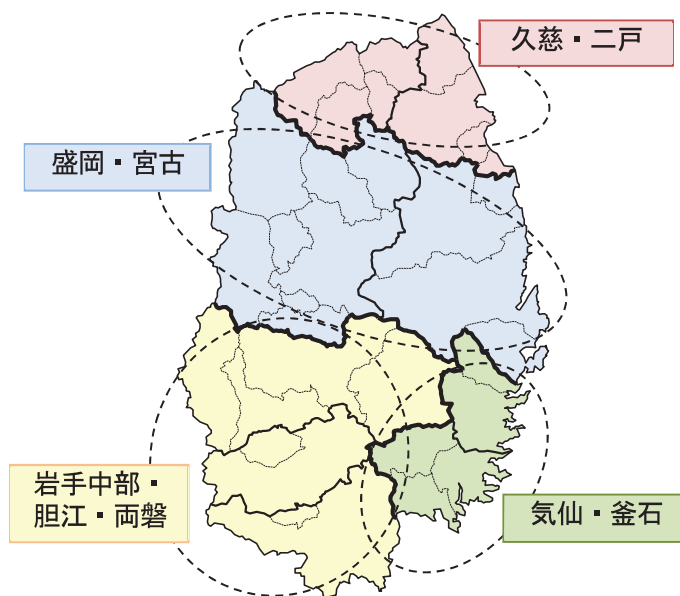 久慈・二戸
盛岡・宮古
岩手中部・
胆江・両磐
気仙・釜石